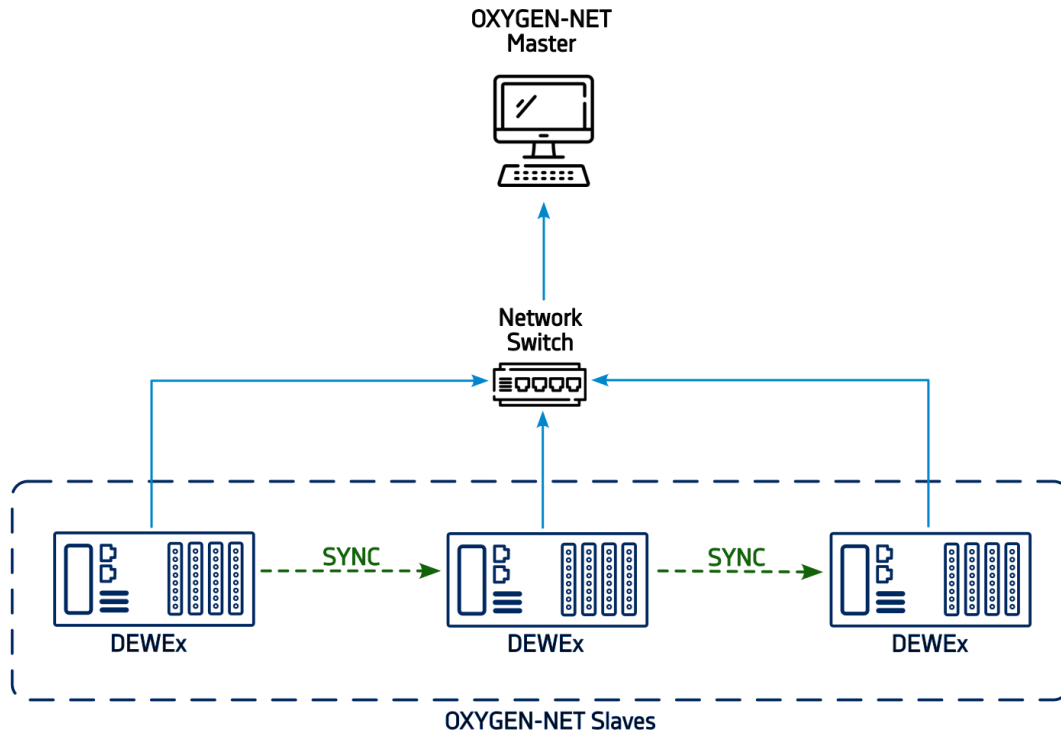 OXYGEN-NET
Master
Network
Switch
SYNC
SYNC
DEWEx
DEWEx
DEWEx
OXYGEN-NET Slaves